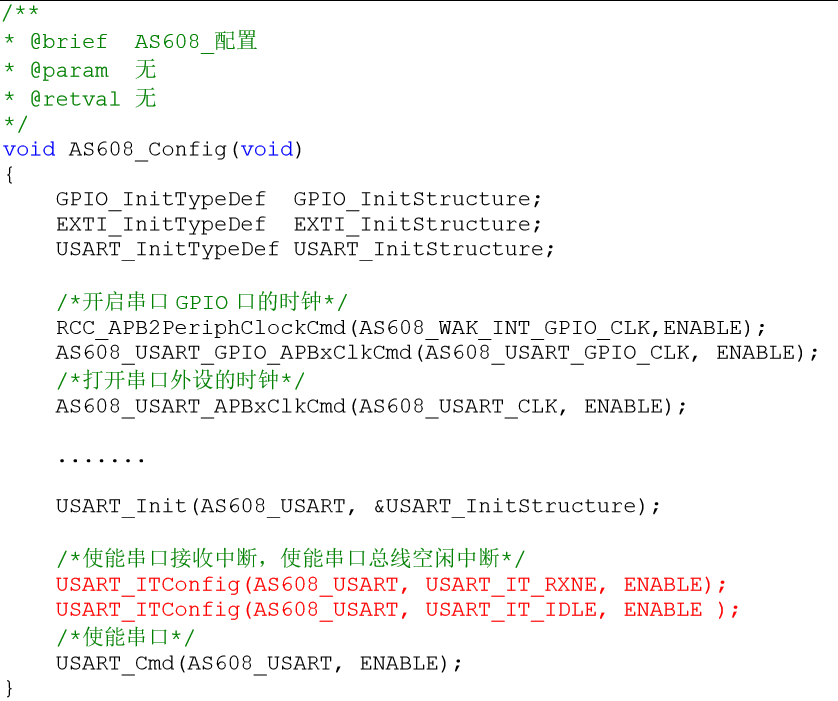 /**
* @brief  AS608_配置
* @param  无
* @retval 无
*/
void AS608_Config(void)
{
    GPIO_InitTypeDef  GPIO_InitStructure;
    EXTI_InitTypeDef  EXTI_InitStructure;
    USART_InitTypeDef USART_InitStructure;

    /*开启串口 GPIO 口的时钟*/
    RCC_APB2PeriphClockCmd(AS608_WAK_INT_GPIO_CLK,ENABLE);
    AS608_USART_GPIO_APBxClkCmd(AS608_USART_GPIO_CLK, ENABLE);
    /*打开串口外设的时钟*/
    AS608_USART_APBxClkCmd(AS608_USART_CLK, ENABLE);

    .......

    USART_Init(AS608_USART, &USART_InitStructure);

    /*使能串口接收中断，使能串口总线空闲中断*/
    USART_ITConfig(AS608_USART, USART_IT_RXNE, ENABLE);
    USART_ITConfig(AS608_USART, USART_IT_IDLE, ENABLE );
    /*使能串口*/
    USART_Cmd(AS608_USART, ENABLE);
}